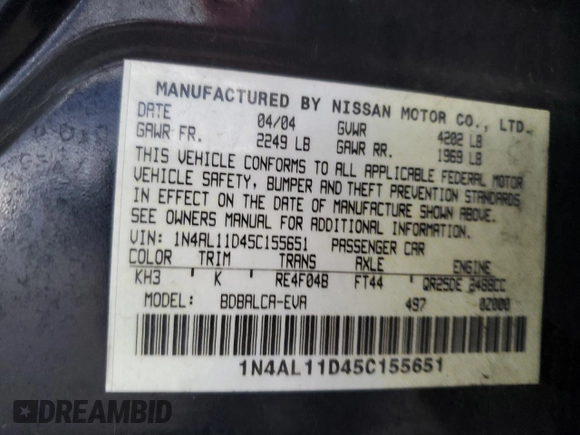 MANUFACTURED BY NISSAN MOTOR CO., LTD.
DATE 04/04 GVWR 4202 LB
GAWR FR. 2249 LB GAWR RR. 1969 LB
THIS VEHICLE CONFORMS TO ALL APPLICABLE FEDERAL MOTOR
VEHICLE SAFETY, BUMPER AND THEFT PREVENTION STANDARDS
IN EFFECT ON THE DATE OF MANUFACTURE SHOWN ABOVE.
SEE OWNERS MANUAL FOR ADDITIONAL INFORMATION.
VIN: 1N4AL11D45C155651 PASSENGER CAR
COLOR TRIM TRANS AXLE ENGINE
KH3 K RE4F04B FT44 QR25DE 2488CC
MODEL: BDBALCA-EVA 497 02000
1N4AL11D45C155651
DREAMBID